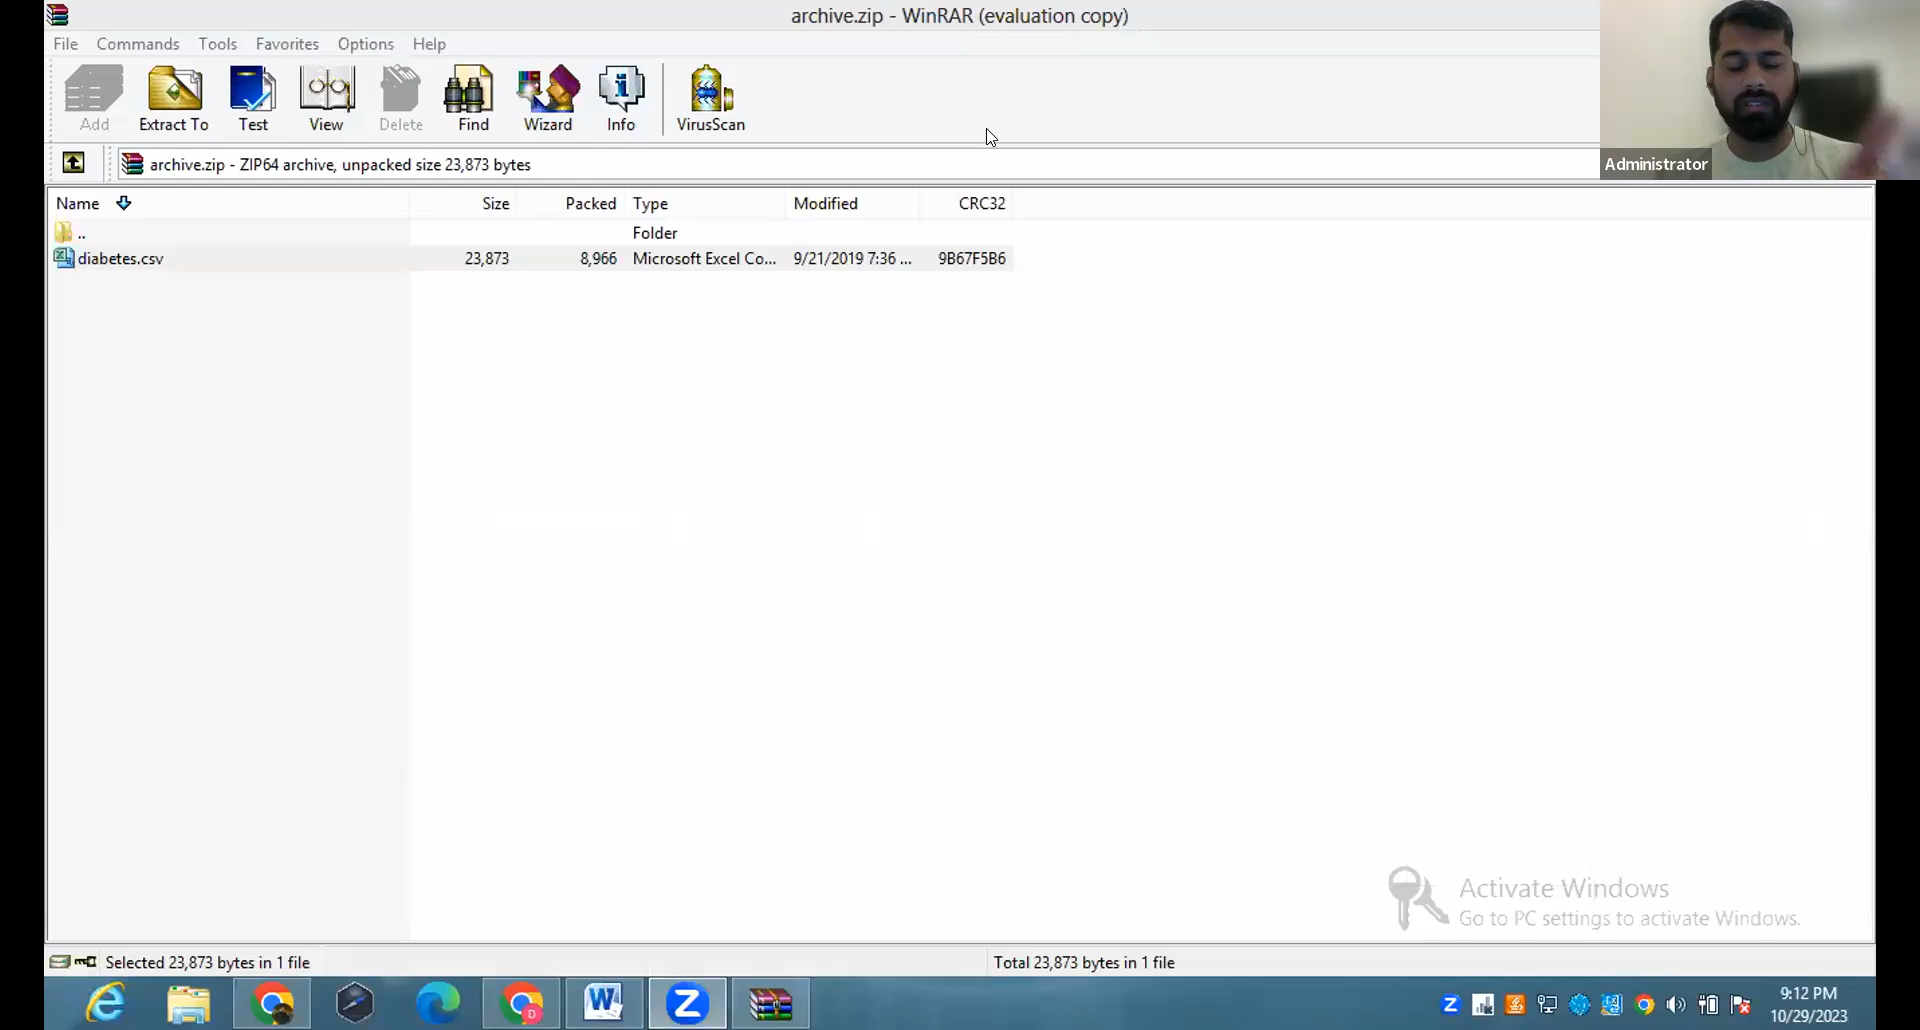 archive.zip - WinRAR (evaluation copy)
File Commands Tools Favorites Options Help
Add Extract To Test View Delete Find Wizard Info VirusScan
Administrator
archive.zip - ZIP64 archive, unpacked size 23,873 bytes
Name Size Packed Type Modified CRC32
.. Folder
diabetes.csv 23,873 8,966 Microsoft Excel Co... 9/21/2019 7:36 ... 9B67F5B6
Activate Windows
Go to PC settings to activate Windows.
Selected 23,873 bytes in 1 file Total 23,873 bytes in 1 file
9:12 PM
10/29/2023